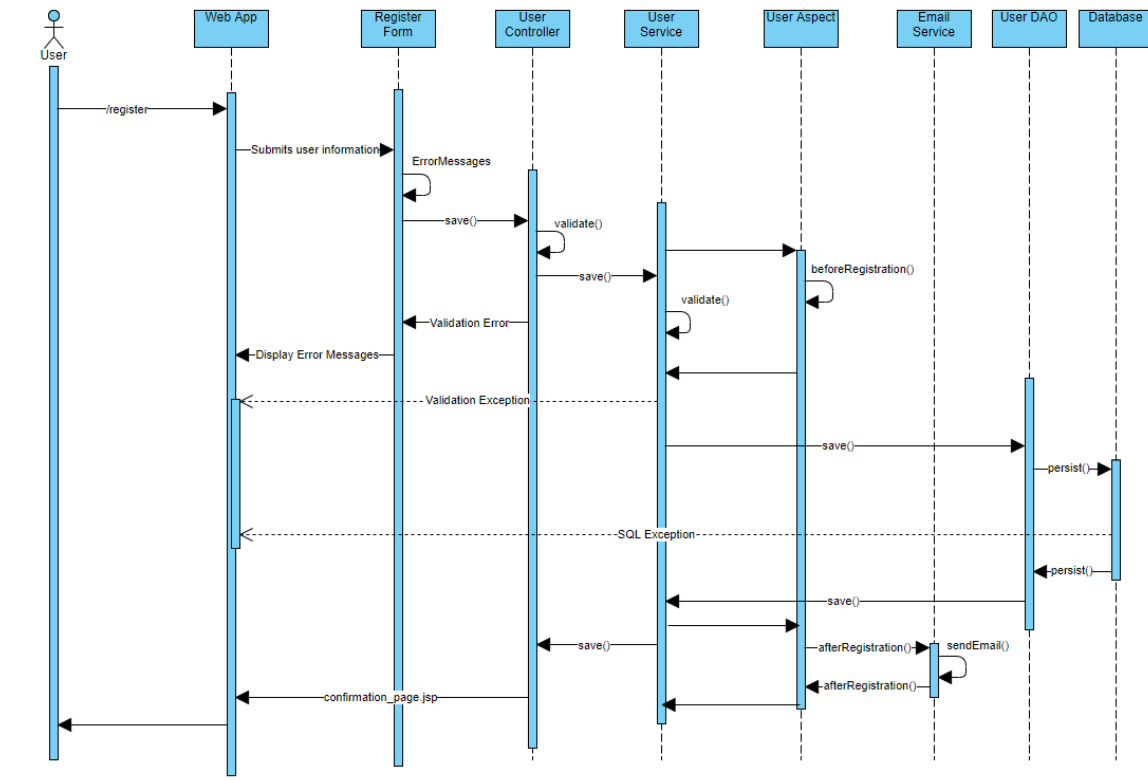 Web App
Register
Form
User
Controller
User
Service
User Aspect
Email
Service
User DAO
Database
User
/register
Submits user information
ErrorMessages
save()
validate()
beforeRegistration()
save()
validate()
Validation Error
Display Error Messages
Validation Exception
save()
persist()
SQL Exception
persist()
save()
save()
afterRegistration()
sendEmail()
afterRegistration()
confirmation_page.jsp